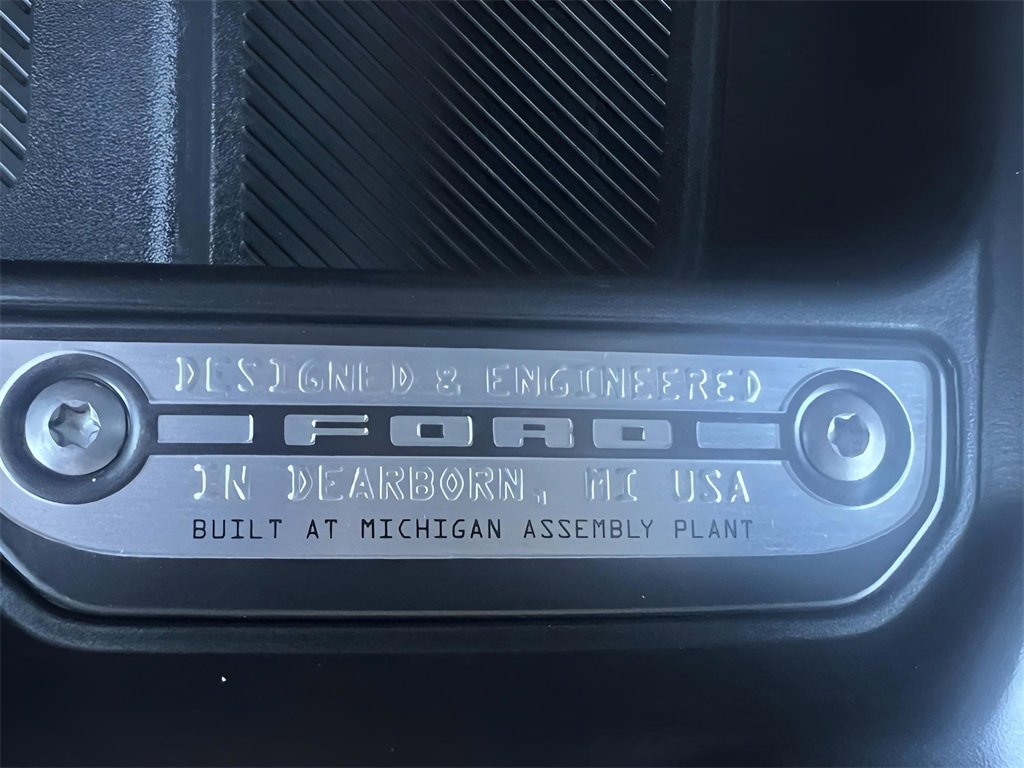 DESIGNED & ENGINEERED
FORD
IN DEARBORN, MI USA
BUILT AT MICHIGAN ASSEMBLY PLANT